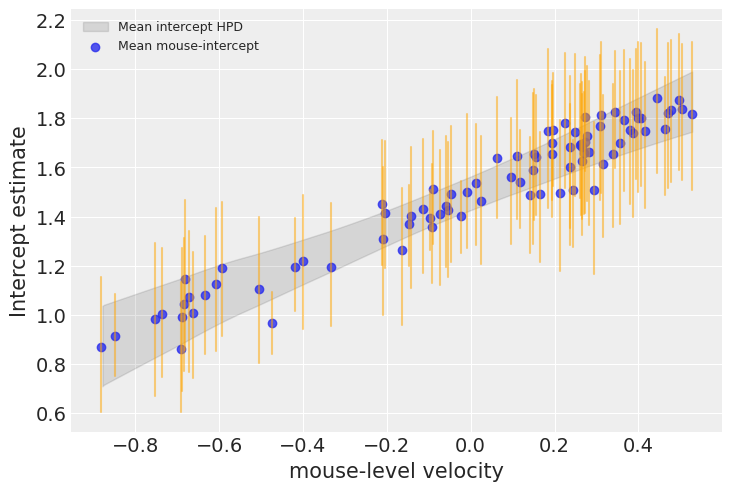 Mean intercept HPD
Mean mouse-intercept
2.2
2.0
1.8
1.6
1.4
1.2
1.0
0.8
0.6
Intercept estimate
−0.8 −0.6 −0.4 −0.2 0.0 0.2 0.4
mouse-level velocity